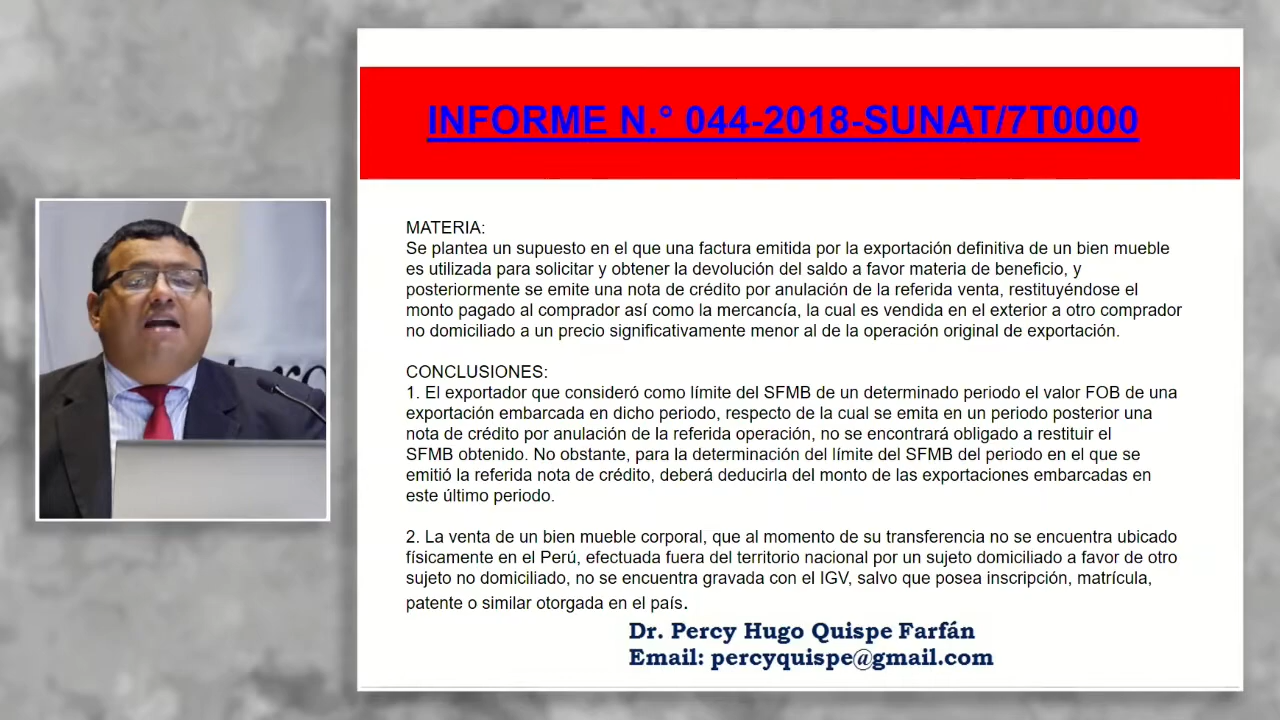 INFORME N.° 044-2018-SUNAT/7T0000
MATERIA:
Se plantea un supuesto en el que una factura emitida por la exportación definitiva de un bien mueble
es utilizada para solicitar y obtener la devolución del saldo a favor materia de beneficio, y
posteriormente se emite una nota de crédito por anulación de la referida venta, restituyéndose el
monto pagado al comprador así como la mercancía, la cual es vendida en el exterior a otro comprador
no domiciliado a un precio significativamente menor al de la operación original de exportación.
CONCLUSIONES:
1. El exportador que consideró como límite del SFMB de un determinado periodo el valor FOB de una
exportación embarcada en dicho periodo, respecto de la cual se emita en un periodo posterior una
nota de crédito por anulación de la referida operación, no se encontrará obligado a restituir el
SFMB obtenido. No obstante, para la determinación del límite del SFMB del periodo en el que se
emitió la referida nota de crédito, deberá deducirla del monto de las exportaciones embarcadas en
este último periodo.
2. La venta de un bien mueble corporal, que al momento de su transferencia no se encuentra ubicado
físicamente en el Perú, efectuada fuera del territorio nacional por un sujeto domiciliado a favor de otro
sujeto no domiciliado, no se encuentra gravada con el IGV, salvo que posea inscripción, matrícula,
patente o similar otorgada en el país.
Dr. Percy Hugo Quispe Farfán
Email: percyquispe@gmail.com